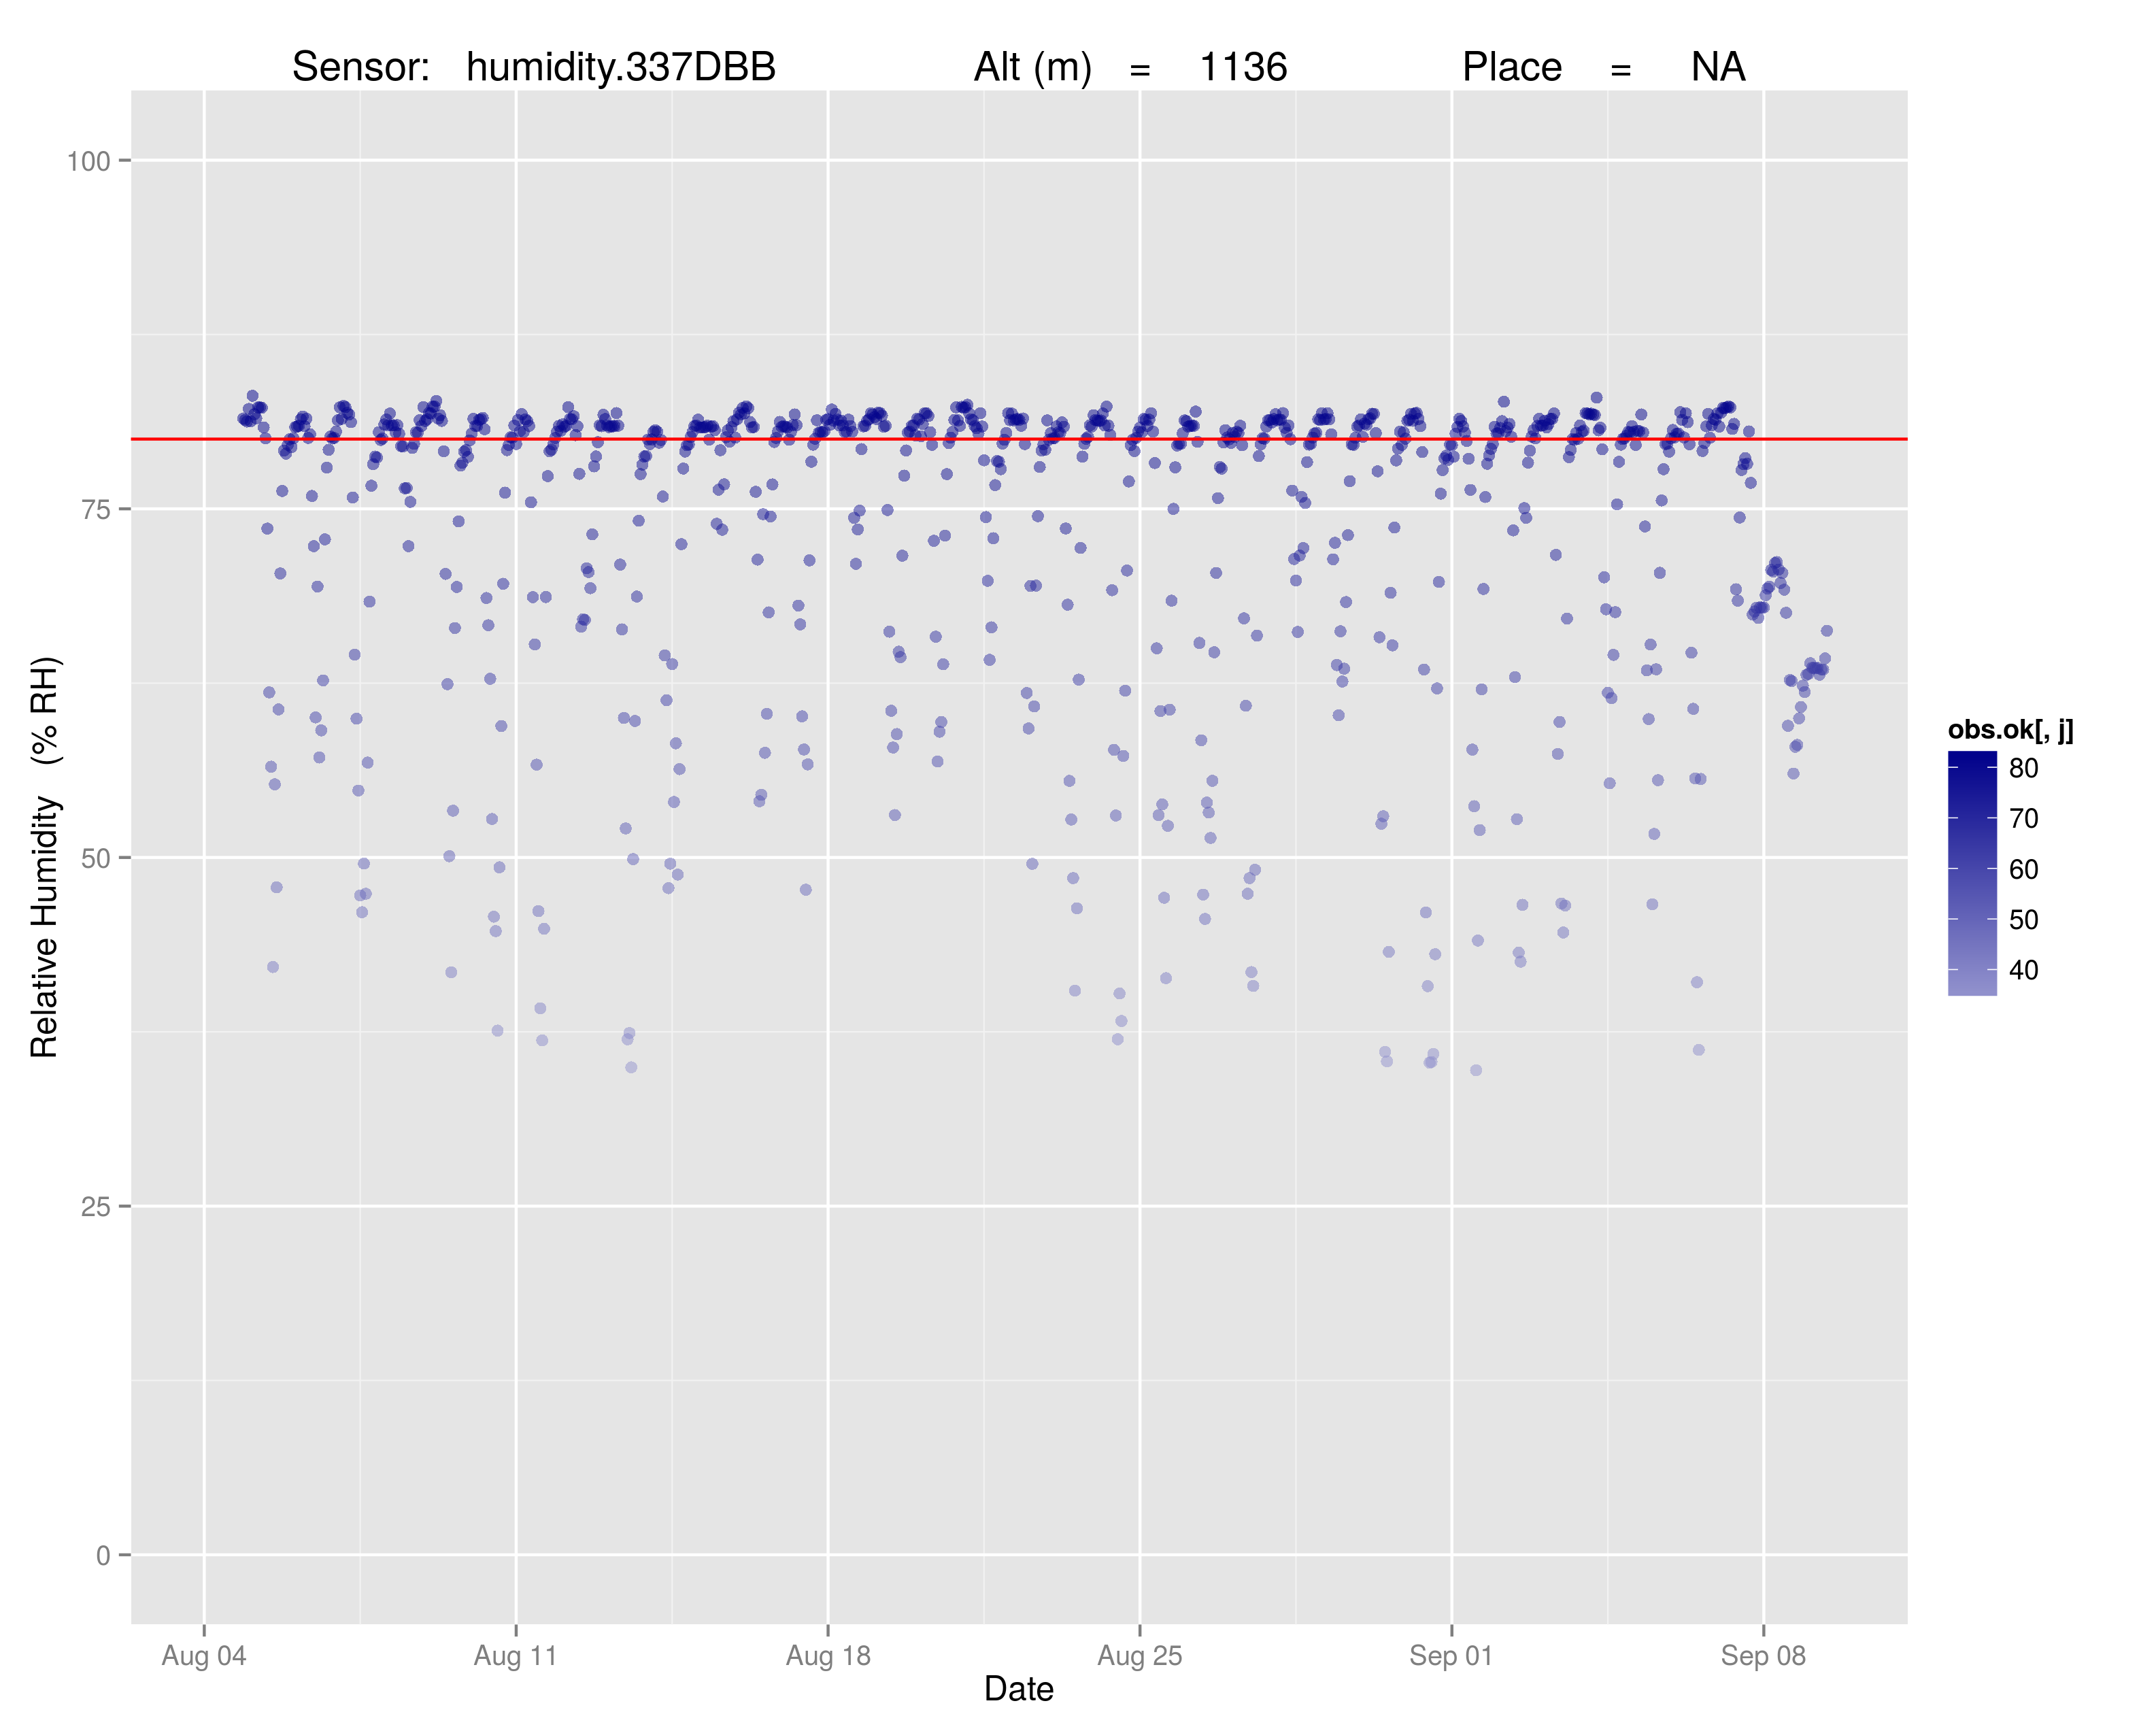 Sensor: humidity.337DBB Alt (m) = 1136 Place = NA
100
75
50
25
0
Relative Humidity (% RH)
Aug 04 Aug 11 Aug 18 Aug 25 Sep 01 Sep 08
Date
obs.ok[, j]
80
70
60
50
40